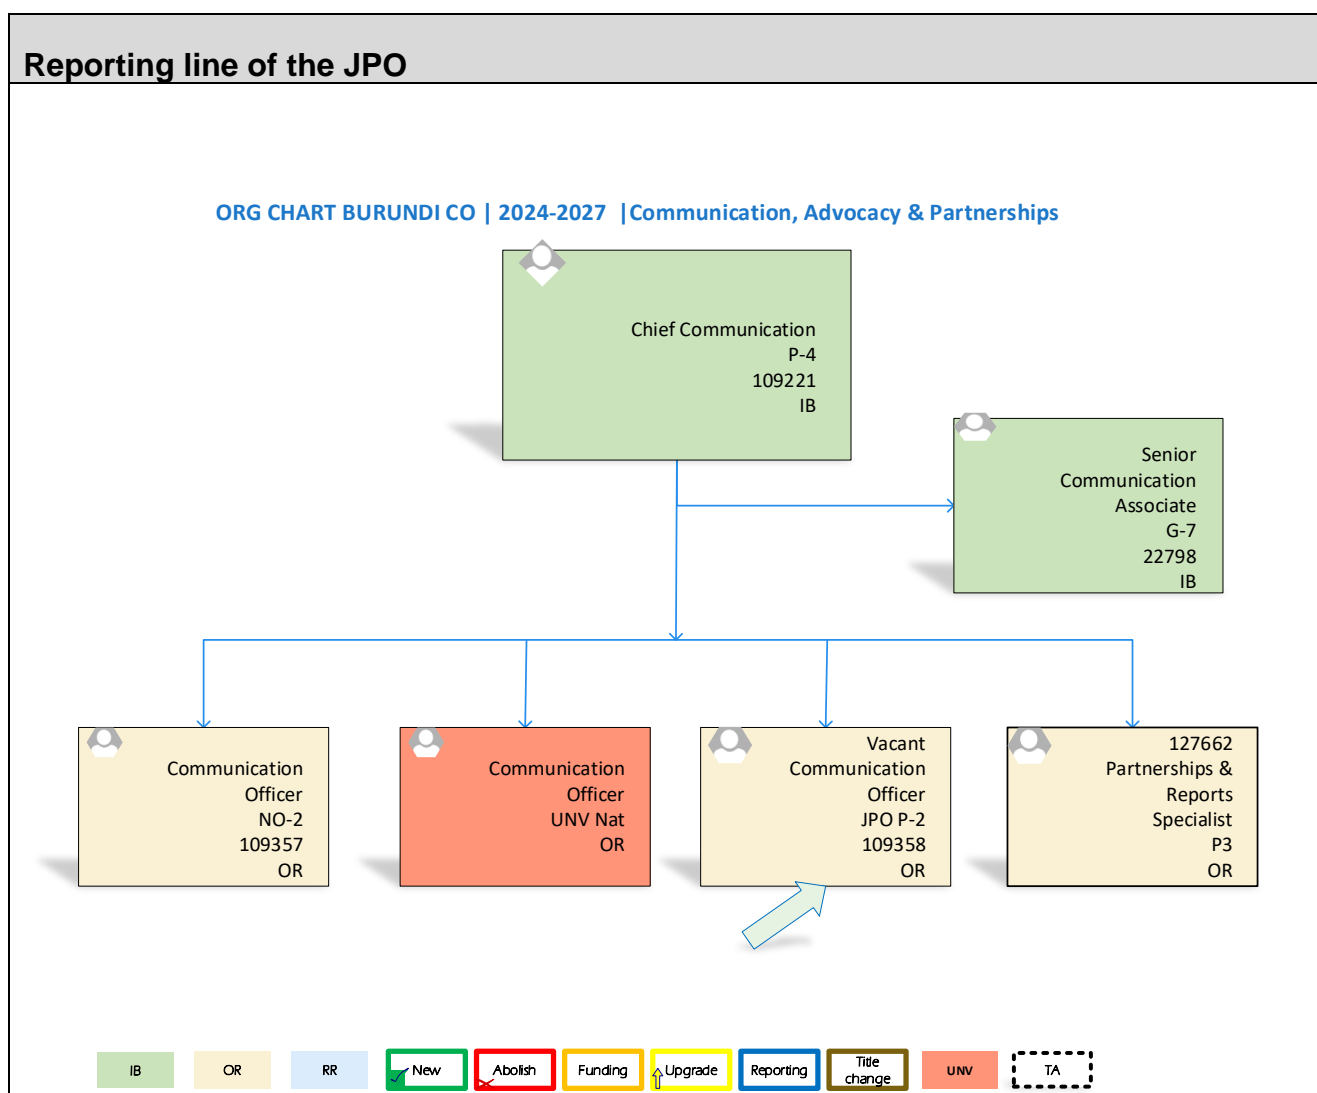 Reporting line of the JPO
ORG CHART BURUNDI CO | 2024-2027 |Communication, Advocacy & Partnerships
Chief Communication
P-4
109221
IB
Senior
Communication
Associate
G-7
22798
IB
Communication
Officer
NO-2
109357
OR
Communication
Officer
UNV Nat
OR
Vacant
Communication
Officer
JPO P-2
109358
OR
127662
Partnerships &
Reports
Specialist
P3
OR
IB
OR
RR
New
Abolish
Funding
Upgrade
Reporting
Title
change
UNV
TA